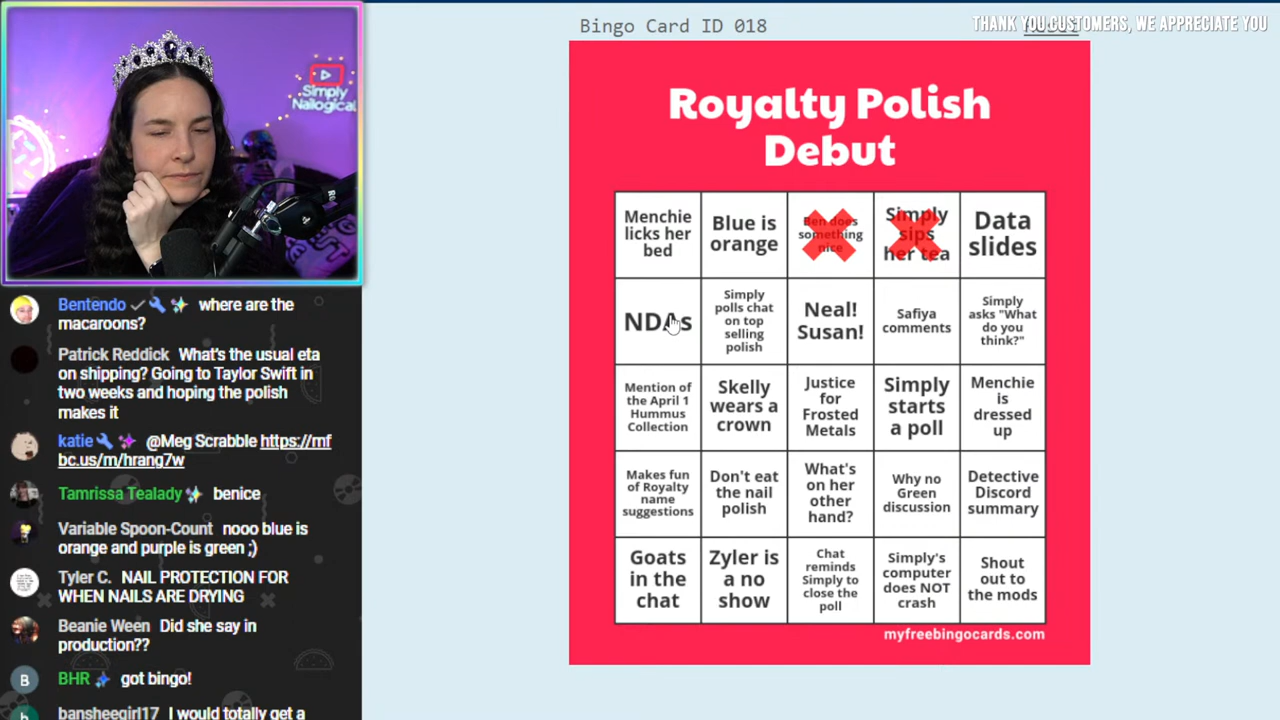 Bingo Card ID 018
THANK YOU CUSTOMERS, WE APPRECIATE YOU
Simply
Nailogical
Royalty Polish
Debut
Menchie
licks her
bed
Blue is
orange
Ben does
something
nice
Simply
sips
her tea
Data
slides
NDAs
Simply
polls chat
on top
selling
polish
Neal!
Susan!
Safiya
comments
Simply
asks "What
do you
think?"
Mention of
the April 1
Hummus
Collection
Skelly
wears a
crown
Justice
for
Frosted
Metals
Simply
starts
a poll
Menchie
is
dressed
up
Makes fun
of Royalty
name
suggestions
Don't eat
the nail
polish
What's
on her
other
hand?
Why no
Green
discussion
Detective
Discord
summary
Goats
in the
chat
Zyler is
a no
show
Chat
reminds
Simply to
close the
poll
Simply's
computer
does NOT
crash
Shout
out to
the mods
myfreebingocards.com
Bentendo where are the
macaroons?
Patrick Reddick What's the usual eta
on shipping? Going to Taylor Swift in
two weeks and hoping the polish
makes it
katie @Meg Scrabble https://mf
bc.us/m/hrang7w
Tamrissa Tealady benice
Variable Spoon-Count nooo blue is
orange and purple is green ;)
Tyler C. NAIL PROTECTION FOR
WHEN NAILS ARE DRYING
Beanie Ween Did she say in
production??
B
BHR got bingo!
bansheegirl17 I would totally get a